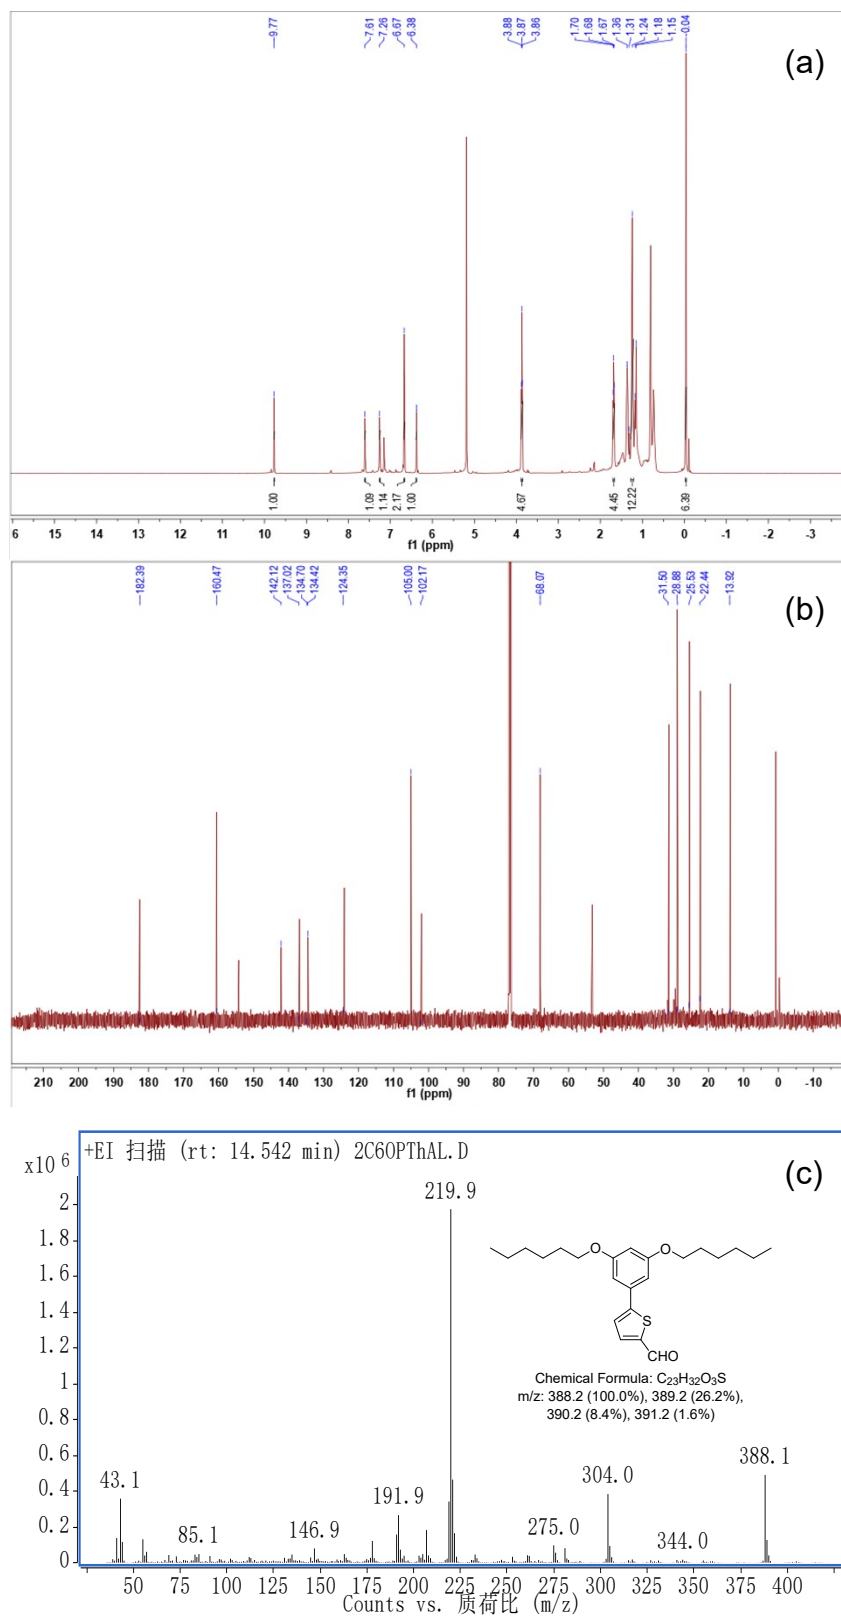 9.77 7.61 7.26 6.67 6.38 3.88 3.87 3.86 1.70 1.68 1.67 1.36 1.31 1.24 1.18 1.15 -0.04
(a)
1.00 1.09 1.14 2.17 1.00 4.67 4.45 12.22 6.39
6 15 14 13 12 11 10 9 8 7 6 5 4 3 2 1 0 -1 -2 -3
f1 (ppm)
182.39 160.47 142.12 137.02 134.70 134.42 124.35 105.00 102.17 68.07 31.50 28.88 25.53 22.44 13.92
(b)
210 200 190 180 170 160 150 140 130 120 110 100 90 80 70 60 50 40 30 20 10 0 -10
f1 (ppm)
+EI 扫描 (rt: 14.542 min) 2C6OPThAL.D
(c)
x10 6
219.9
2
1.8
1.6
1.4
1.2
1
0.8
0.6
0.4
0.2
0
O O
S
CHO
Chemical Formula: C₂₃H₃₂O₃S
m/z: 388.2 (100.0%), 389.2 (26.2%),
390.2 (8.4%), 391.2 (1.6%)
388.1
43.1 304.0
191.9
85.1 146.9 275.0 344.0
50 75 100 125 150 175 200 225 250 275 300 325 350 375 400
Counts vs. 质荷比 (m/z)